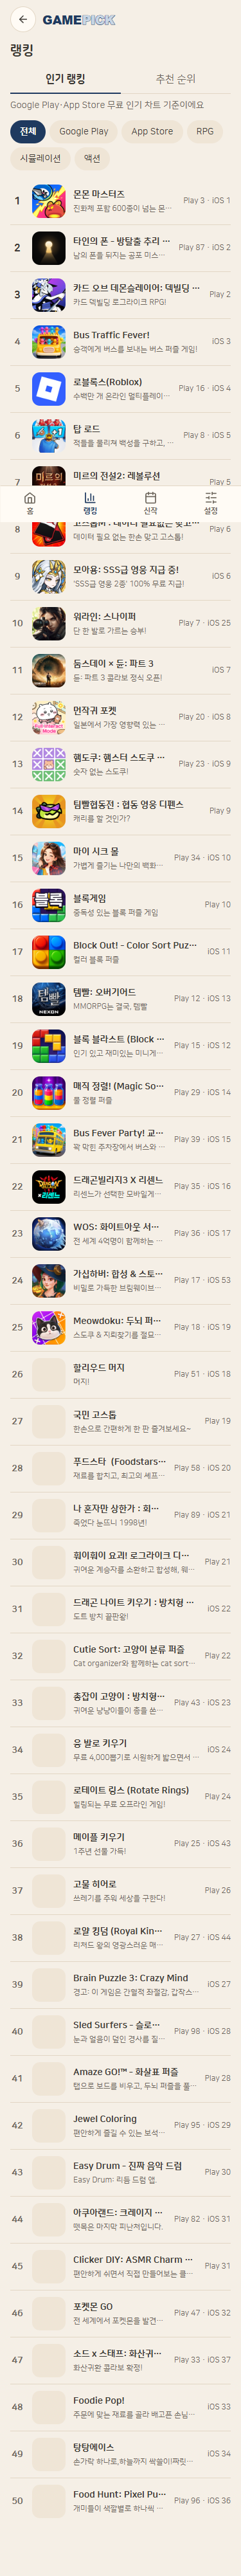 GAMEPICK
랭킹
인기 랭킹
추천 순위
Google Play·App Store 무료 인기 차트 기준이에요
전체
Google Play
App Store
RPG
시뮬레이션
액션
1
몬몬 마스터즈
진화체 포함 600종이 넘는 몬…
Play 3 · iOS 1
2
타인의 폰 - 방탈출 추리 …
남의 폰을 뒤지는 공포 미스…
Play 87 · iOS 2
3
카드 오브 데몬슬레이어: 덱빌딩 …
카드 덱빌딩 로그라이크 RPG!
Play 2
4
Bus Traffic Fever!
승객에게 버스를 보내는 버스 퍼즐 게임!
iOS 3
5
로블록스(Roblox)
수백만 개 온라인 멀티플레이…
Play 16 · iOS 4
6
탑 로드
적들을 물리치고 백성을 구하고, …
Play 8 · iOS 5
7
미르의 전설2: 레볼루션
Play 5
홈
랭킹
신작
설정
8
데이터 필요 없는 한손 맞고 고스톱!
Play 6
9
모아용: SSS급 영웅 지급 중!
'SSS급 영웅 2종' 100% 무료 지급!
iOS 6
10
워라인: 스나이퍼
단 한 발로 가르는 승부!
Play 7 · iOS 25
11
둠스데이 × 듄: 파트 3
듄: 파트 3 콜라보 정식 오픈!
iOS 7
12
먼작귀 포켓
일본에서 가장 영향력 있는 …
Play 20 · iOS 8
13
햄도쿠: 햄스터 스도쿠 …
숫자 없는 스도쿠!
Play 23 · iOS 9
14
팀빨협동전 : 협동 영웅 디펜스
캐리를 할 것인가?
Play 9
15
마이 시크 몰
가볍게 즐기는 나만의 백화…
Play 34 · iOS 10
16
블록게임
중독성 있는 블록 퍼즐 게임
Play 10
17
Block Out! - Color Sort Puz…
컬러 블록 퍼즐
iOS 11
18
템빨: 오버기어드
MMORPG는 결국, 템빨
Play 12 · iOS 13
19
블록 블라스트 (Block …
인기 있고 재미있는 미니게…
Play 15 · iOS 12
20
매직 정렬! (Magic So…
물 정렬 퍼즐
Play 29 · iOS 14
21
Bus Fever Party! 교…
꽉 막힌 주차장에서 버스와 …
Play 39 · iOS 15
22
드래곤빌리지3 X 리센느
리센느가 선택한 모바일게…
Play 35 · iOS 16
23
WOS: 화이트아웃 서…
전 세계 4억명이 함께하는 …
Play 36 · iOS 17
24
가십하버: 합성 & 스토…
비밀로 가득한 브림웨이브…
Play 17 · iOS 53
25
Meowdoku: 두뇌 퍼…
스도쿠 & 지뢰찾기를 절묘…
Play 18 · iOS 19
26
할리우드 머지
머지!
Play 51 · iOS 18
27
국민 고스톱
한손으로 간편하게 한 판 즐겨보세요~
Play 19
28
푸드스타 (Foodstars…
재료를 합치고, 최고의 셰프…
Play 58 · iOS 20
29
나 혼자만 상한가 : 회…
죽었다 눈뜨니 1998년!
Play 89 · iOS 21
30
훠이훠이 요괴! 로그라이크 디…
귀여운 계승자를 소환하고 합성해, 워…
Play 21
31
드래곤 나이트 키우기 : 방치형 …
도트 방치 끝판왕!
iOS 22
32
Cutie Sort: 고양이 분류 퍼즐
Cat organizer와 함께하는 cat sort…
Play 22
33
총잡이 고양이 : 방치형…
귀여운 냥냥이들이 총을 쏜…
Play 43 · iOS 23
34
용 발로 키우기
무료 4,000뽑기로 시원하게 밟으면서 …
iOS 24
35
로테이트 링스 (Rotate Rings)
힐링되는 무료 오프라인 게임!
Play 24
36
메이플 키우기
1주년 선물 가득!
Play 25 · iOS 43
37
고물 히어로
쓰레기를 주워 세상을 구한다!
Play 26
38
로얄 킹덤 (Royal Kin…
리처드 왕의 영광스러운 매…
Play 27 · iOS 44
39
Brain Puzzle 3: Crazy Mind
경고: 이 게임은 간헐적 좌절감, 갑작스…
iOS 27
40
Sled Surfers - 슬로…
눈과 얼음이 덮인 경사를 질…
Play 98 · iOS 28
41
Amaze GO!™ - 화살표 퍼즐
탭으로 보드를 비우고, 두뇌 퍼즐을 풀…
Play 28
42
Jewel Coloring
편안하게 즐길 수 있는 보석…
Play 95 · iOS 29
43
Easy Drum - 진짜 음악 드럼
Easy Drum: 리듬 드럼 앱.
Play 30
44
아쿠아랜드: 크레이지 …
뗏목은 마지막 피난처입니다.
Play 82 · iOS 31
45
Clicker DIY: ASMR Charm …
편안하게 쉬면서 직접 만들어보는 클…
Play 31
46
포켓몬 GO
전 세계에서 포켓몬을 발견…
Play 47 · iOS 32
47
소드 x 스태프: 화산귀…
화산귀환 콜라보 확정!
Play 33 · iOS 37
48
Foodie Pop!
주문에 맞는 재료를 골라 배고픈 손님…
iOS 33
49
탕탕에이스
손가락 하나로,하늘까지 싹쓸이!짜릿…
iOS 34
50
Food Hunt: Pixel Pu…
개미들이 색깔별로 하나씩 …
Play 96 · iOS 36